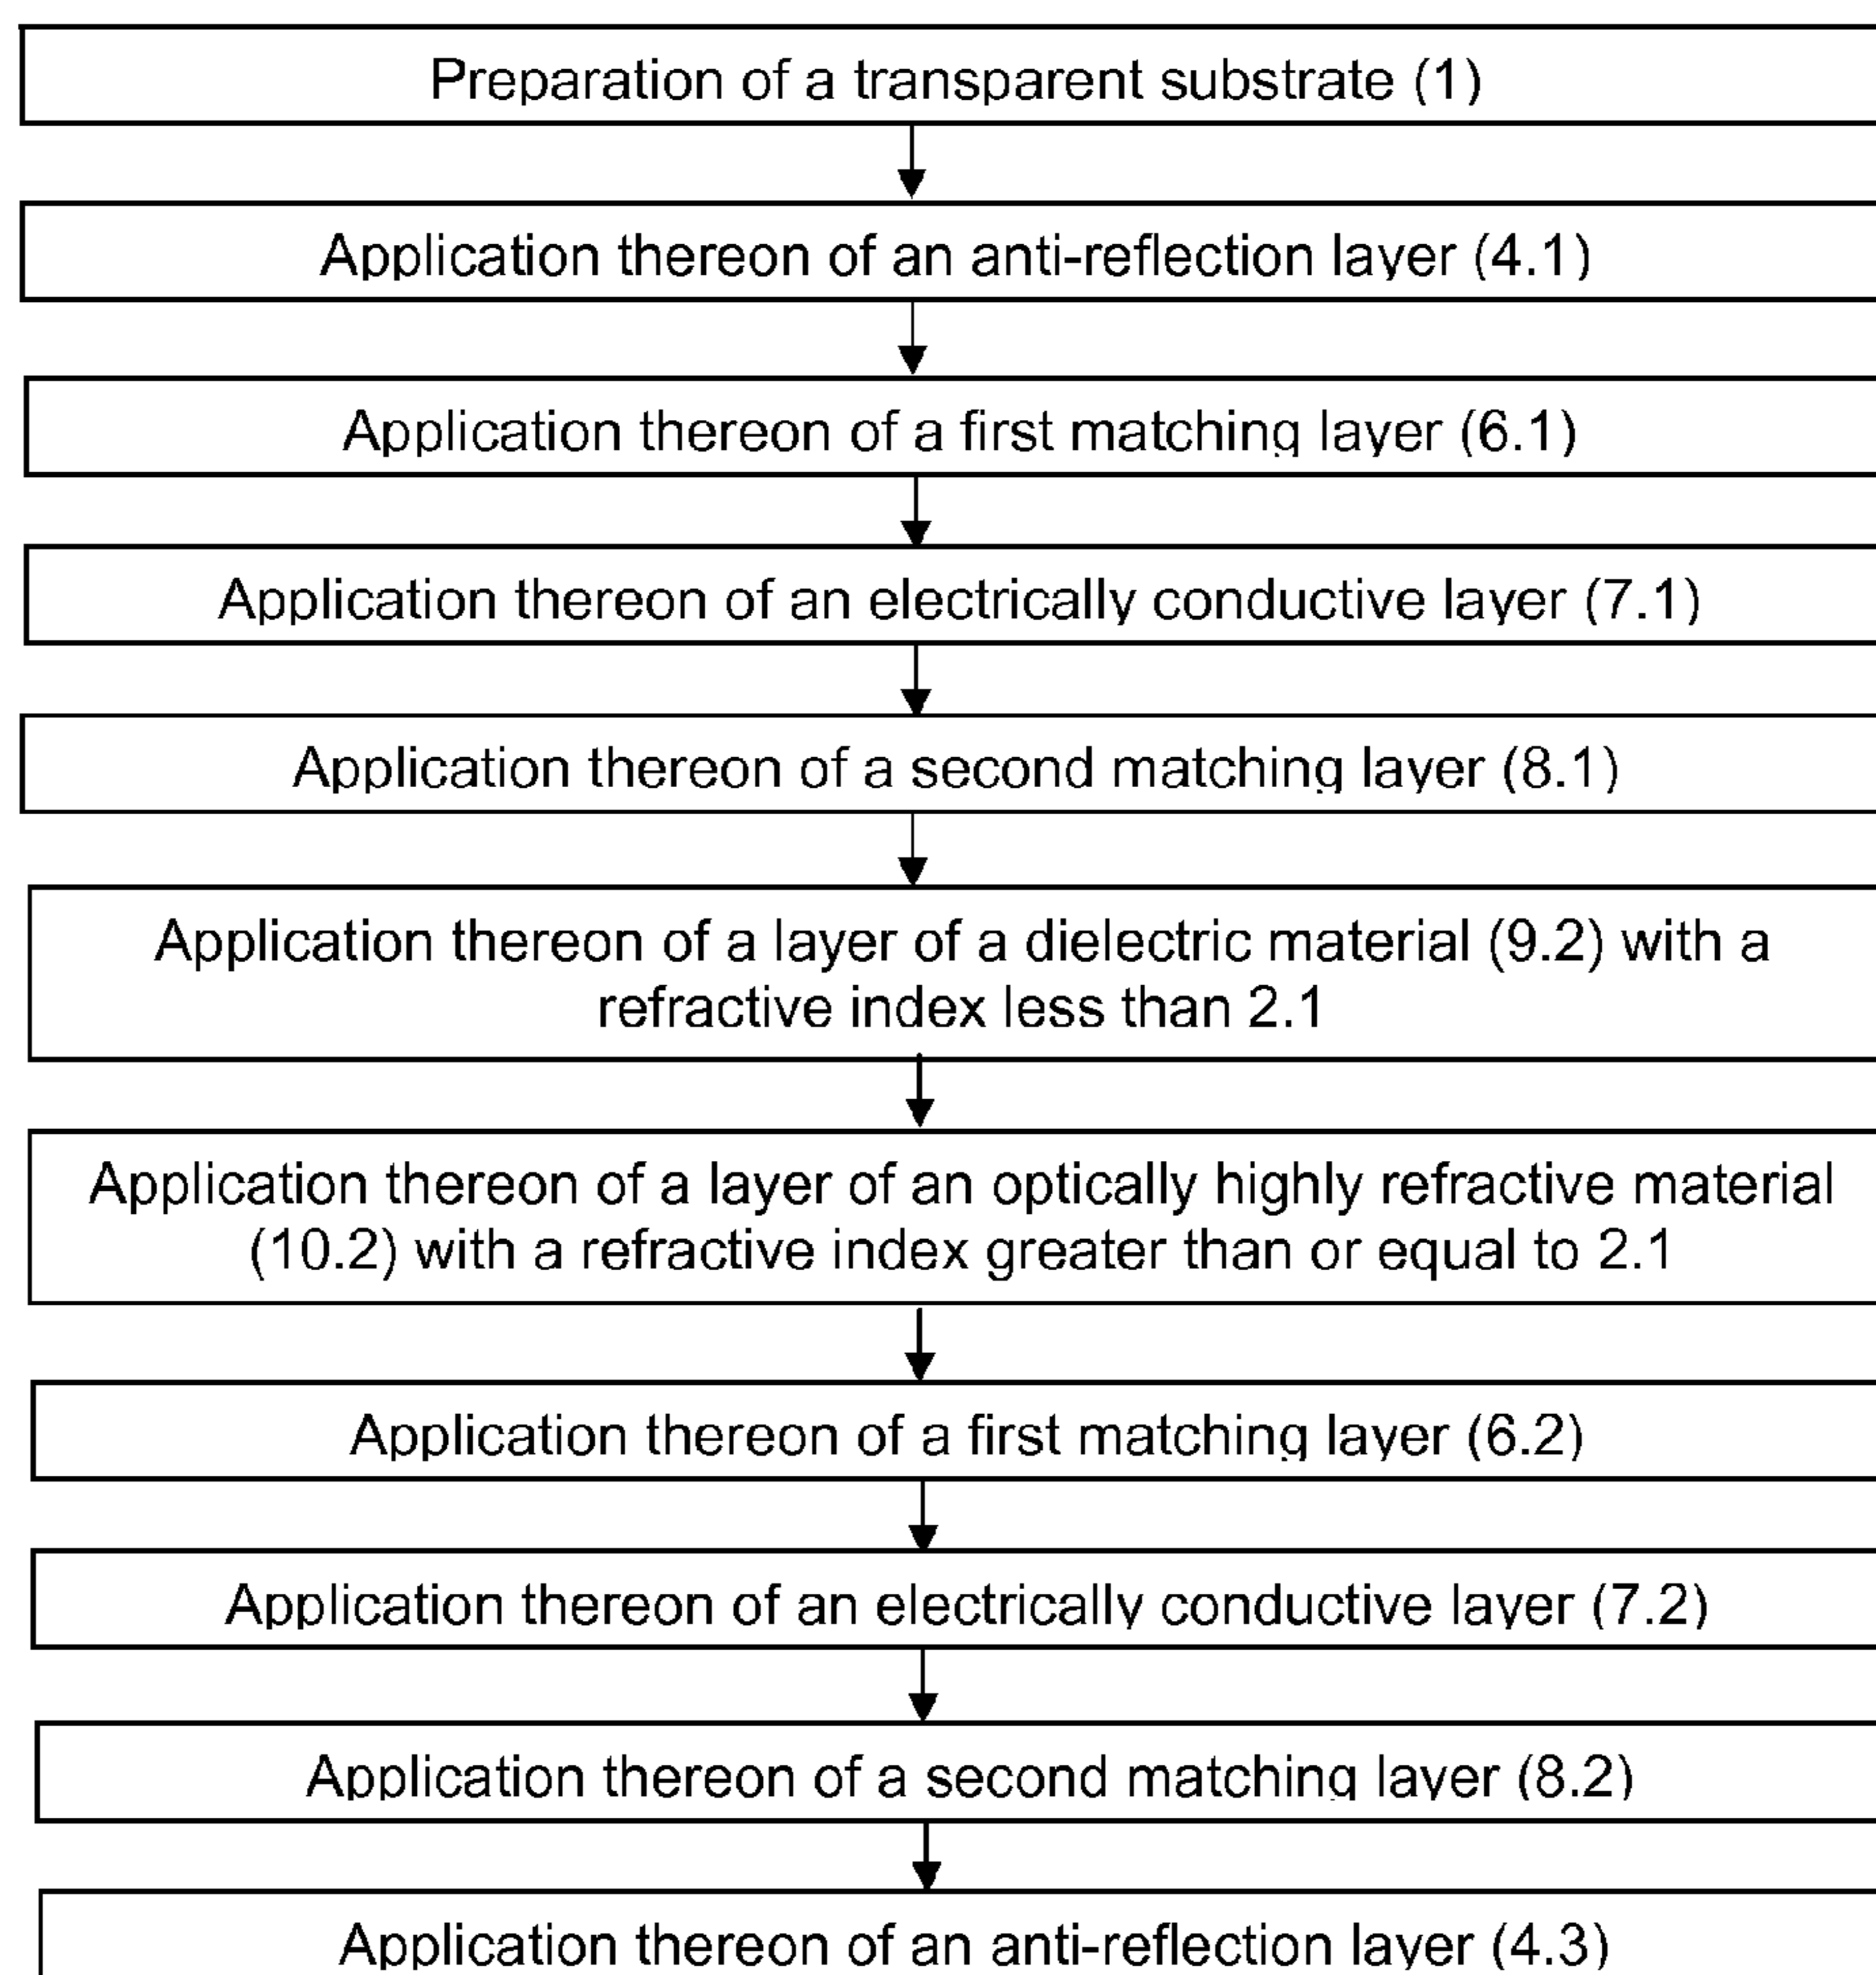 Preparation of a transparent substrate (1)
Application thereon of an anti-reflection layer (4.1)
Application thereon of a first matching layer (6.1)
Application thereon of an electrically conductive layer (7.1)
Application thereon of a second matching layer (8.1)
Application thereon of a layer of a dielectric material (9.2) with a
refractive index less than 2.1
Application thereon of a layer of an optically highly refractive material
(10.2) with a refractive index greater than or equal to 2.1
Application thereon of a first matching layer (6.2)
Application thereon of an electrically conductive layer (7.2)
Application thereon of a second matching layer (8.2)
Application thereon of an anti-reflection layer (4.3)